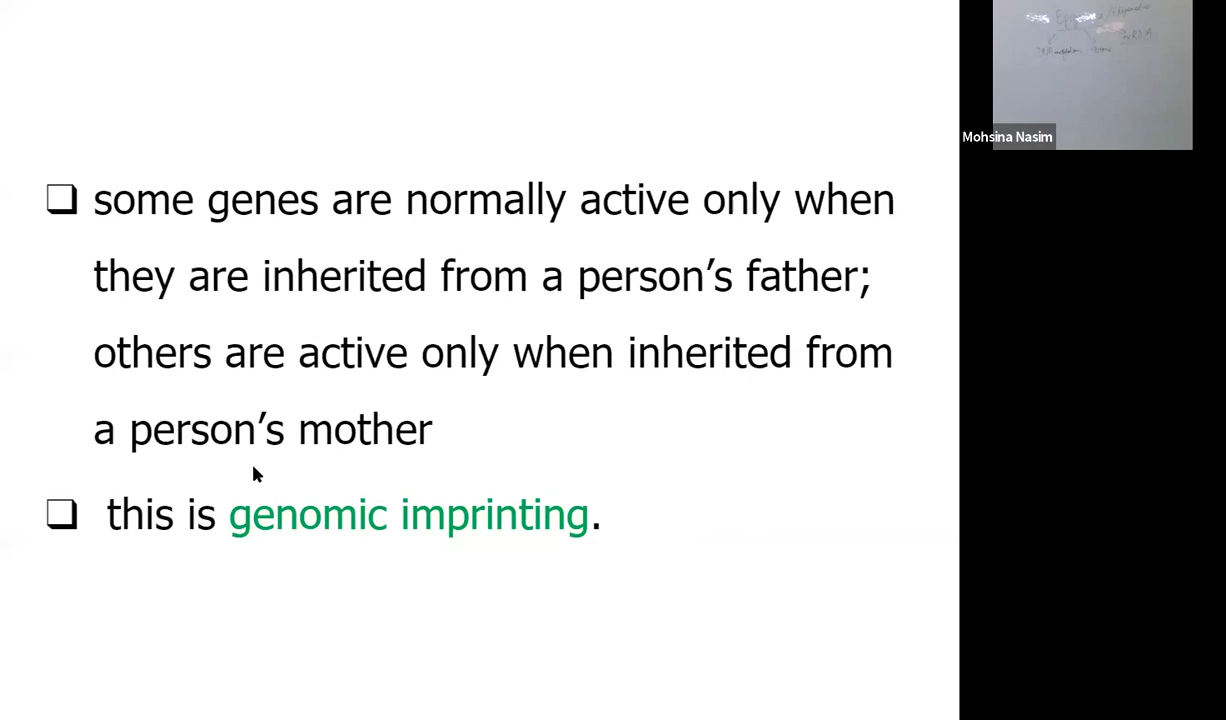 ❑ some genes are normally active only when
they are inherited from a person’s father;
others are active only when inherited from
a person’s mother
❑ this is genomic imprinting.
Mohsina Nasim